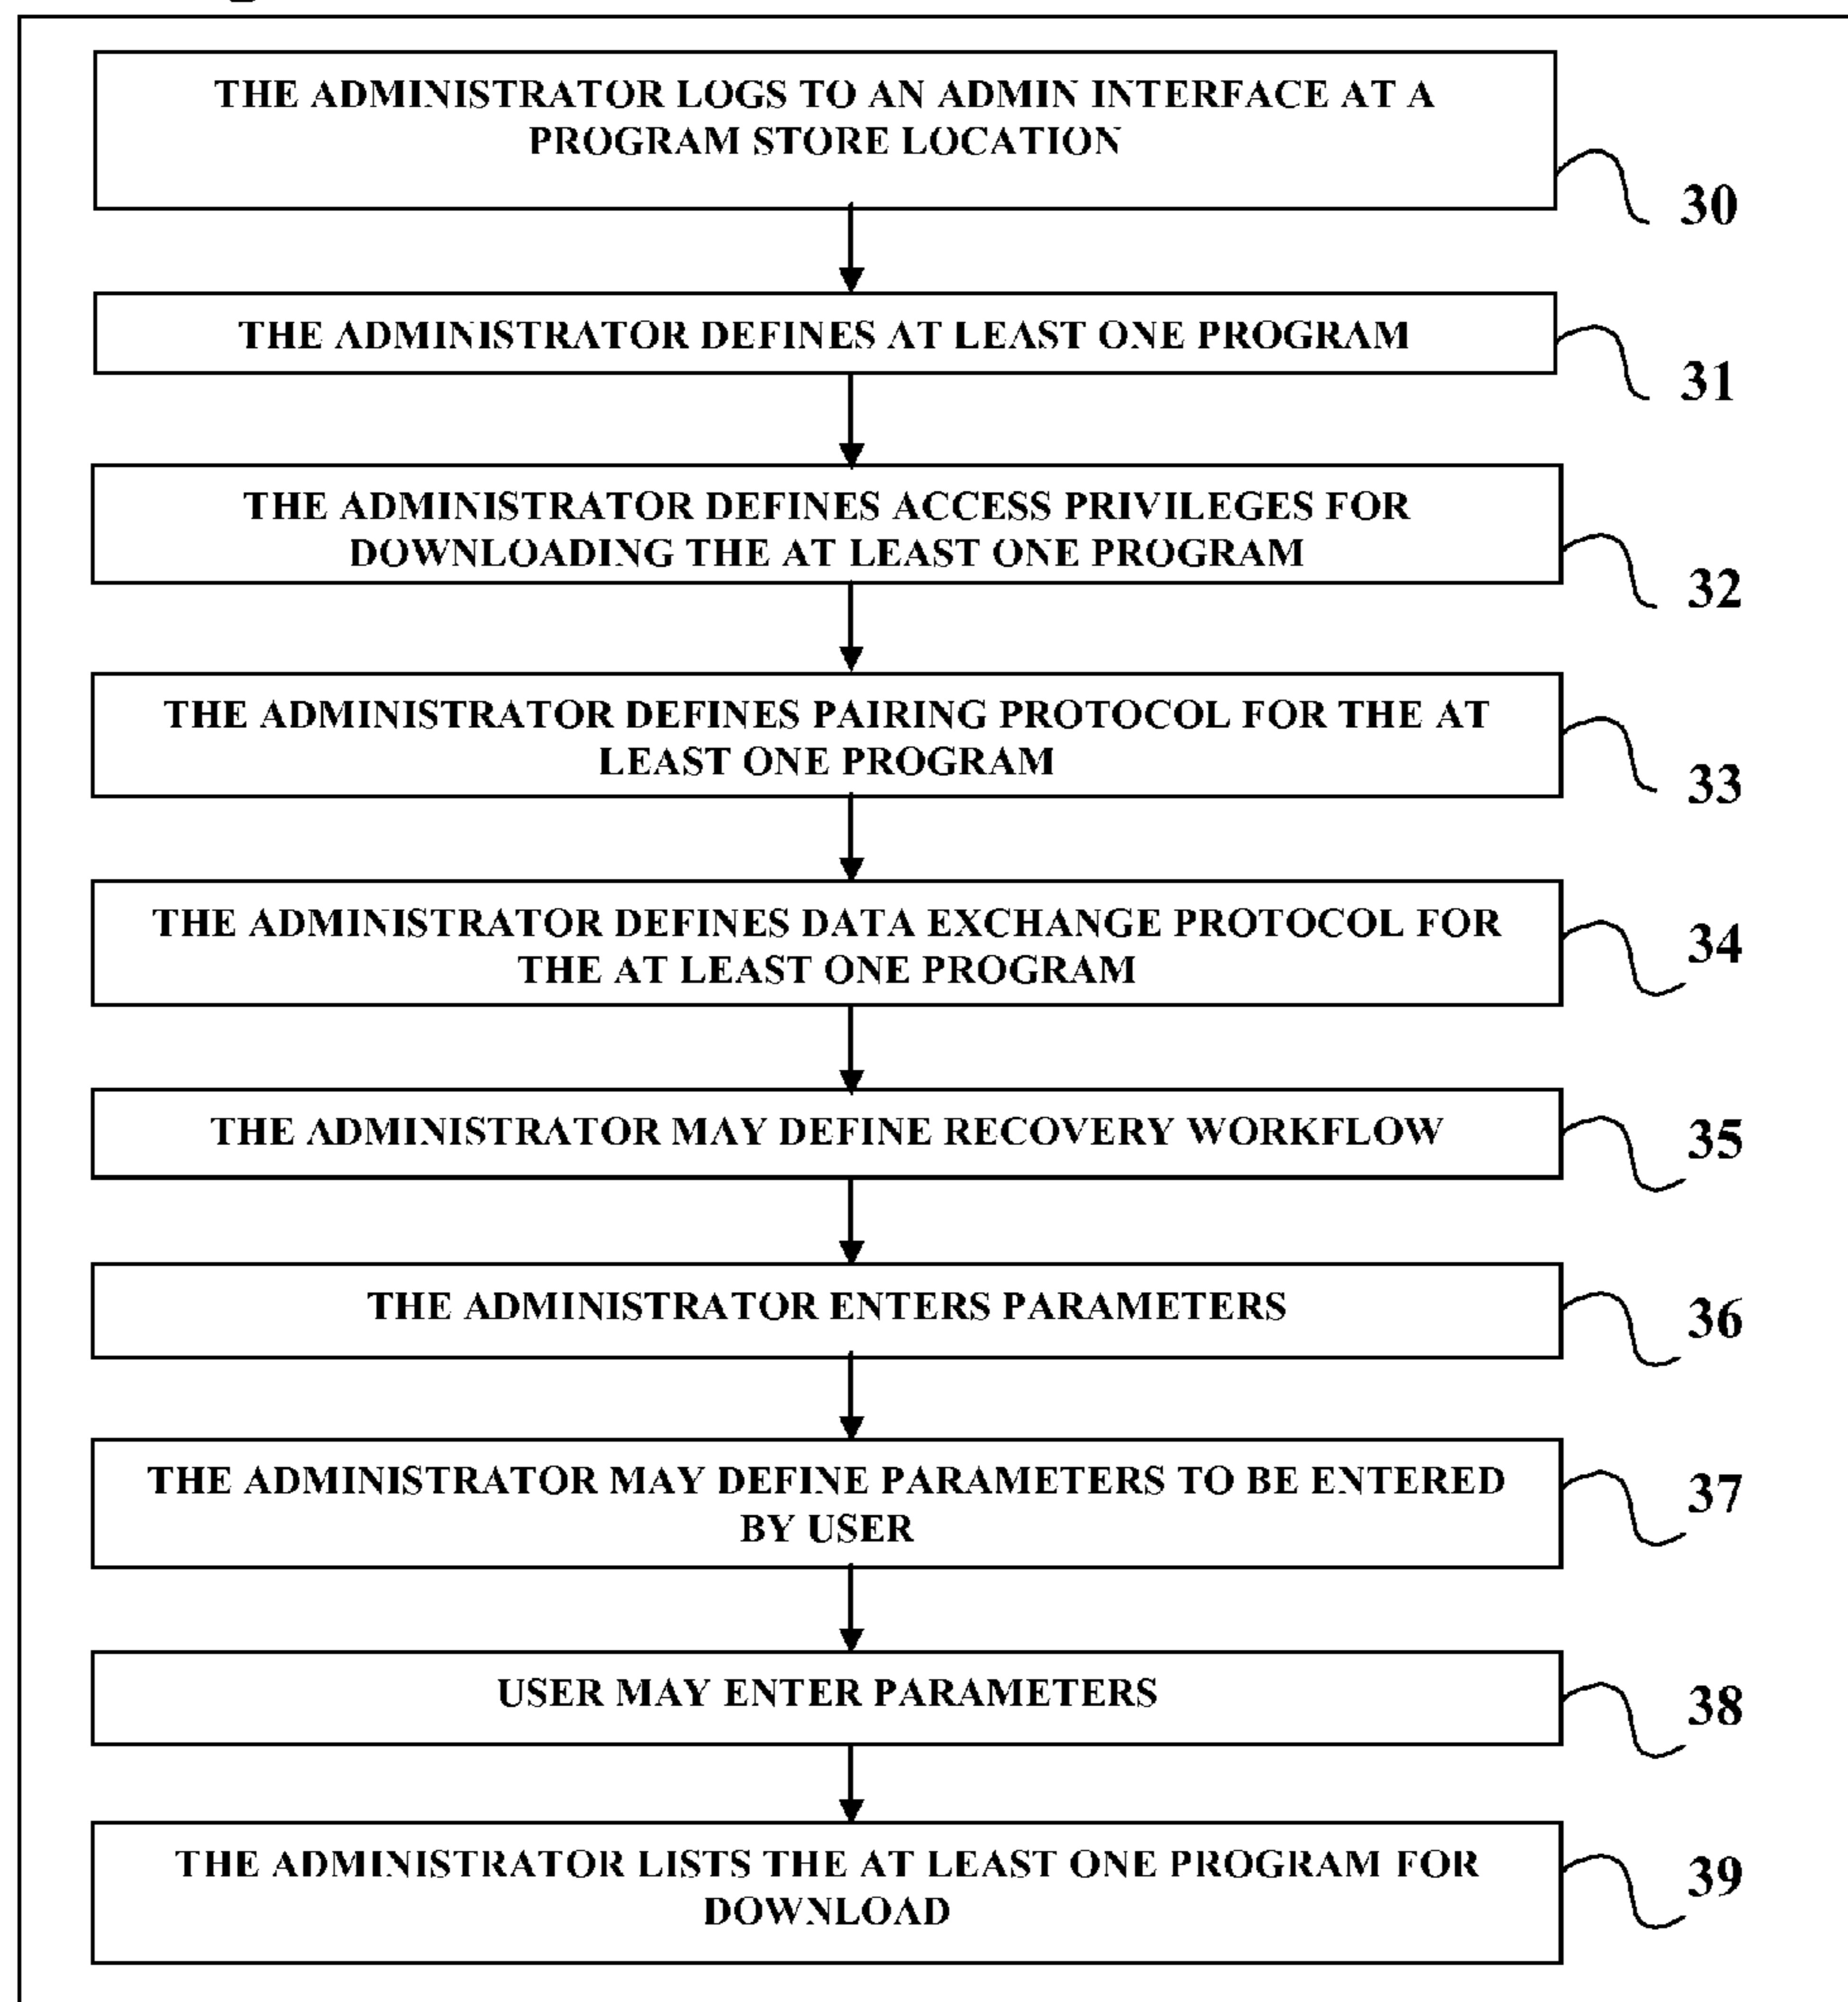 THE ADMINISTRATOR LOGS TO AN ADMIN INTERFACE AT A
PROGRAM STORE LOCATION
30
THE ADMINISTRATOR DEFINES AT LEAST ONE PROGRAM
31
THE ADMINISTRATOR DEFINES ACCESS PRIVILEGES FOR
DOWNLOADING THE AT LEAST ONE PROGRAM
32
THE ADMINISTRATOR DEFINES PAIRING PROTOCOL FOR THE AT
LEAST ONE PROGRAM
33
THE ADMINISTRATOR DEFINES DATA EXCHANGE PROTOCOL FOR
THE AT LEAST ONE PROGRAM
34
THE ADMINISTRATOR MAY DEFINE RECOVERY WORKFLOW
35
THE ADMINISTRATOR ENTERS PARAMETERS
36
THE ADMINISTRATOR MAY DEFINE PARAMETERS TO BE ENTERED
BY USER
37
USER MAY ENTER PARAMETERS
38
THE ADMINISTRATOR LISTS THE AT LEAST ONE PROGRAM FOR
DOWNLOAD
39